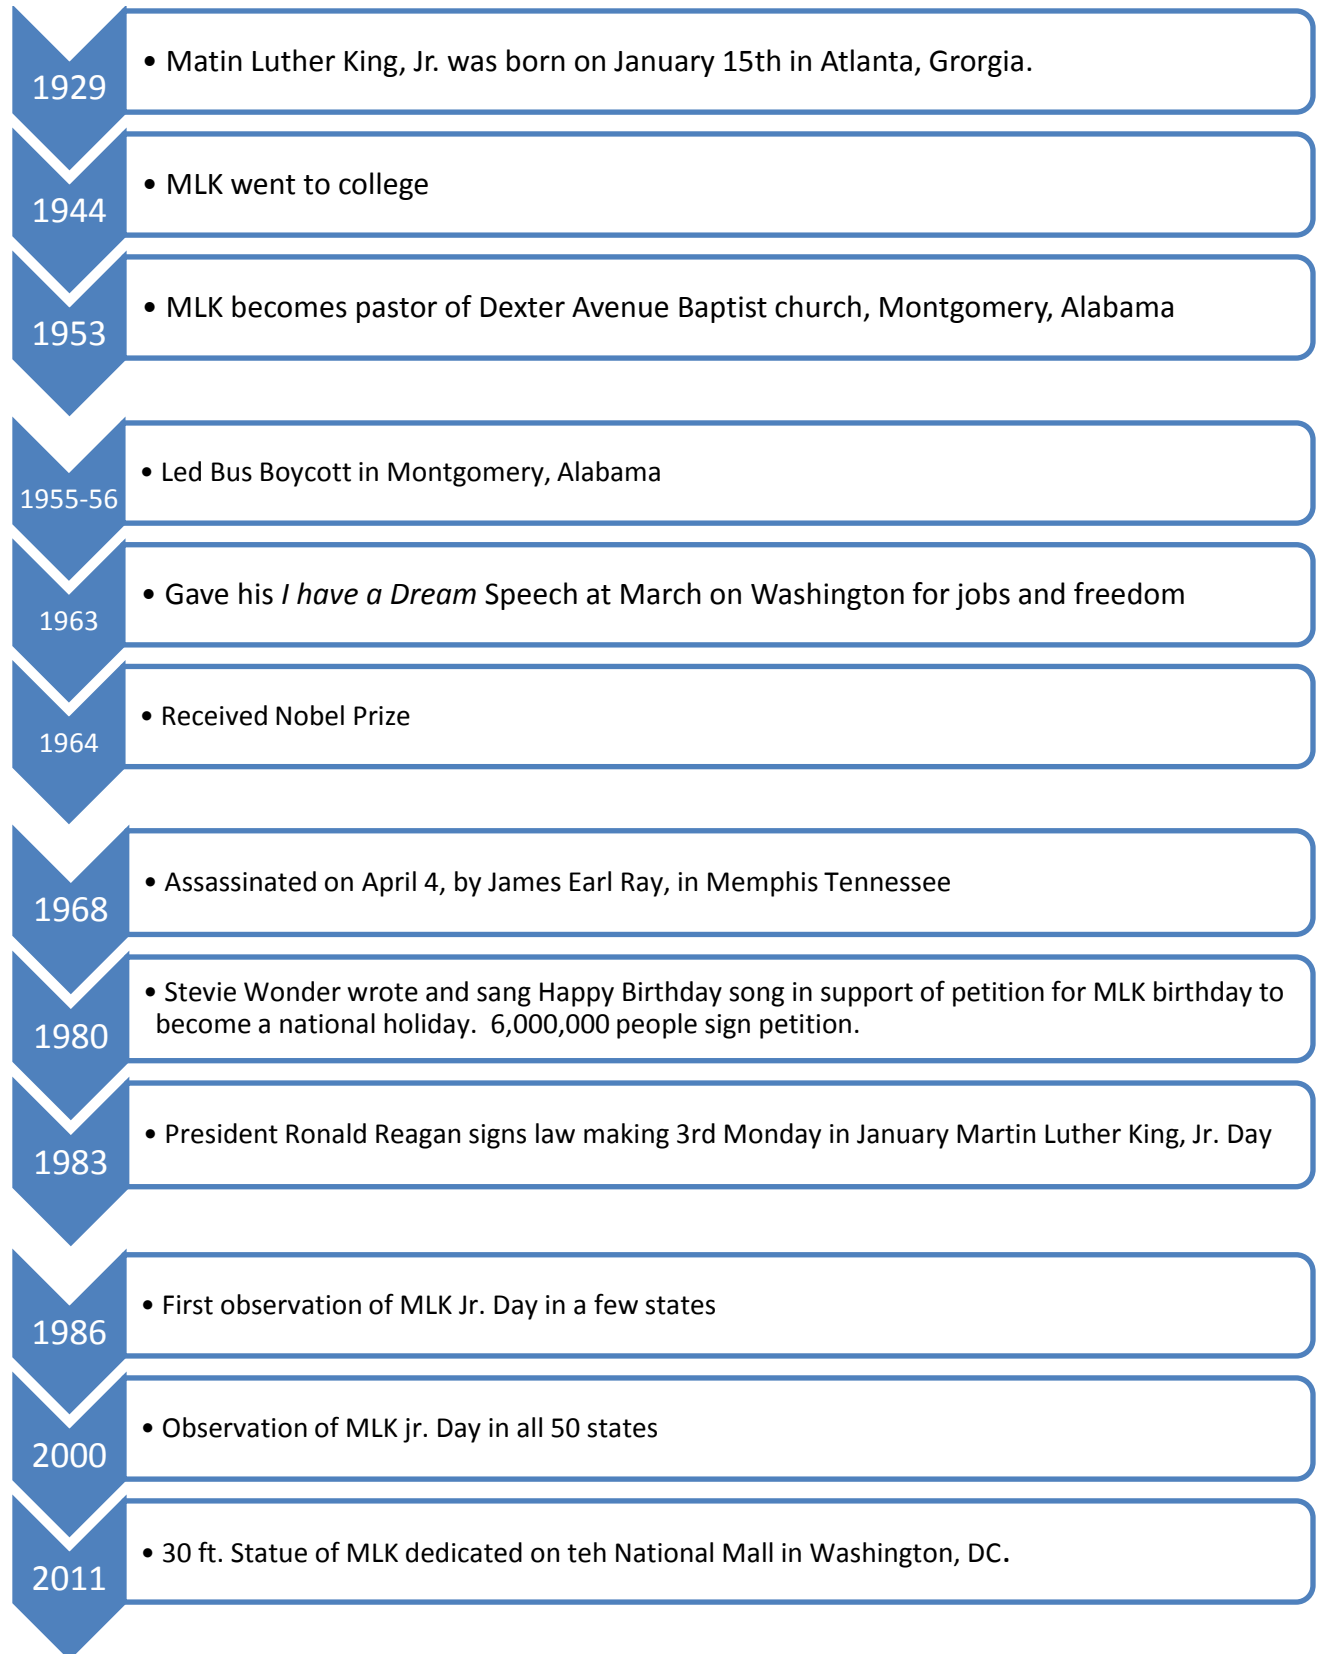 1929
• Matin Luther King, Jr. was born on January 15th in Atlanta, Grorgia.
1944
• MLK went to college
1953
• MLK becomes pastor of Dexter Avenue Baptist church, Montgomery, Alabama
1955-56
• Led Bus Boycott in Montgomery, Alabama
1963
• Gave his I have a Dream Speech at March on Washington for jobs and freedom
1964
• Received Nobel Prize
1968
• Assassinated on April 4, by James Earl Ray, in Memphis Tennessee
1980
• Stevie Wonder wrote and sang Happy Birthday song in support of petition for MLK birthday to
become a national holiday.  6,000,000 people sign petition.
1983
• President Ronald Reagan signs law making 3rd Monday in January Martin Luther King, Jr. Day
1986
• First observation of MLK Jr. Day in a few states
2000
• Observation of MLK jr. Day in all 50 states
2011
• 30 ft. Statue of MLK dedicated on teh National Mall in Washington, DC.